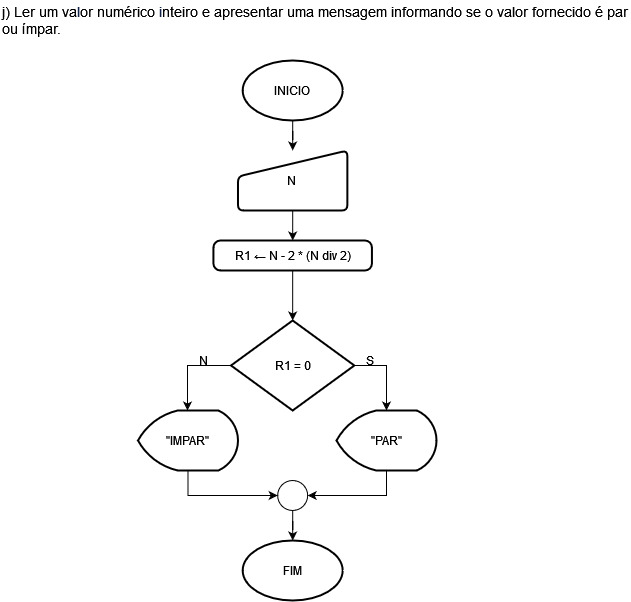 j) Ler um valor numérico inteiro e apresentar uma mensagem informando se o valor fornecido é par
ou ímpar.
INICIO
N
R1 ← N - 2 * (N div 2)
N
R1 = 0
S
"IMPAR"
"PAR"
FIM